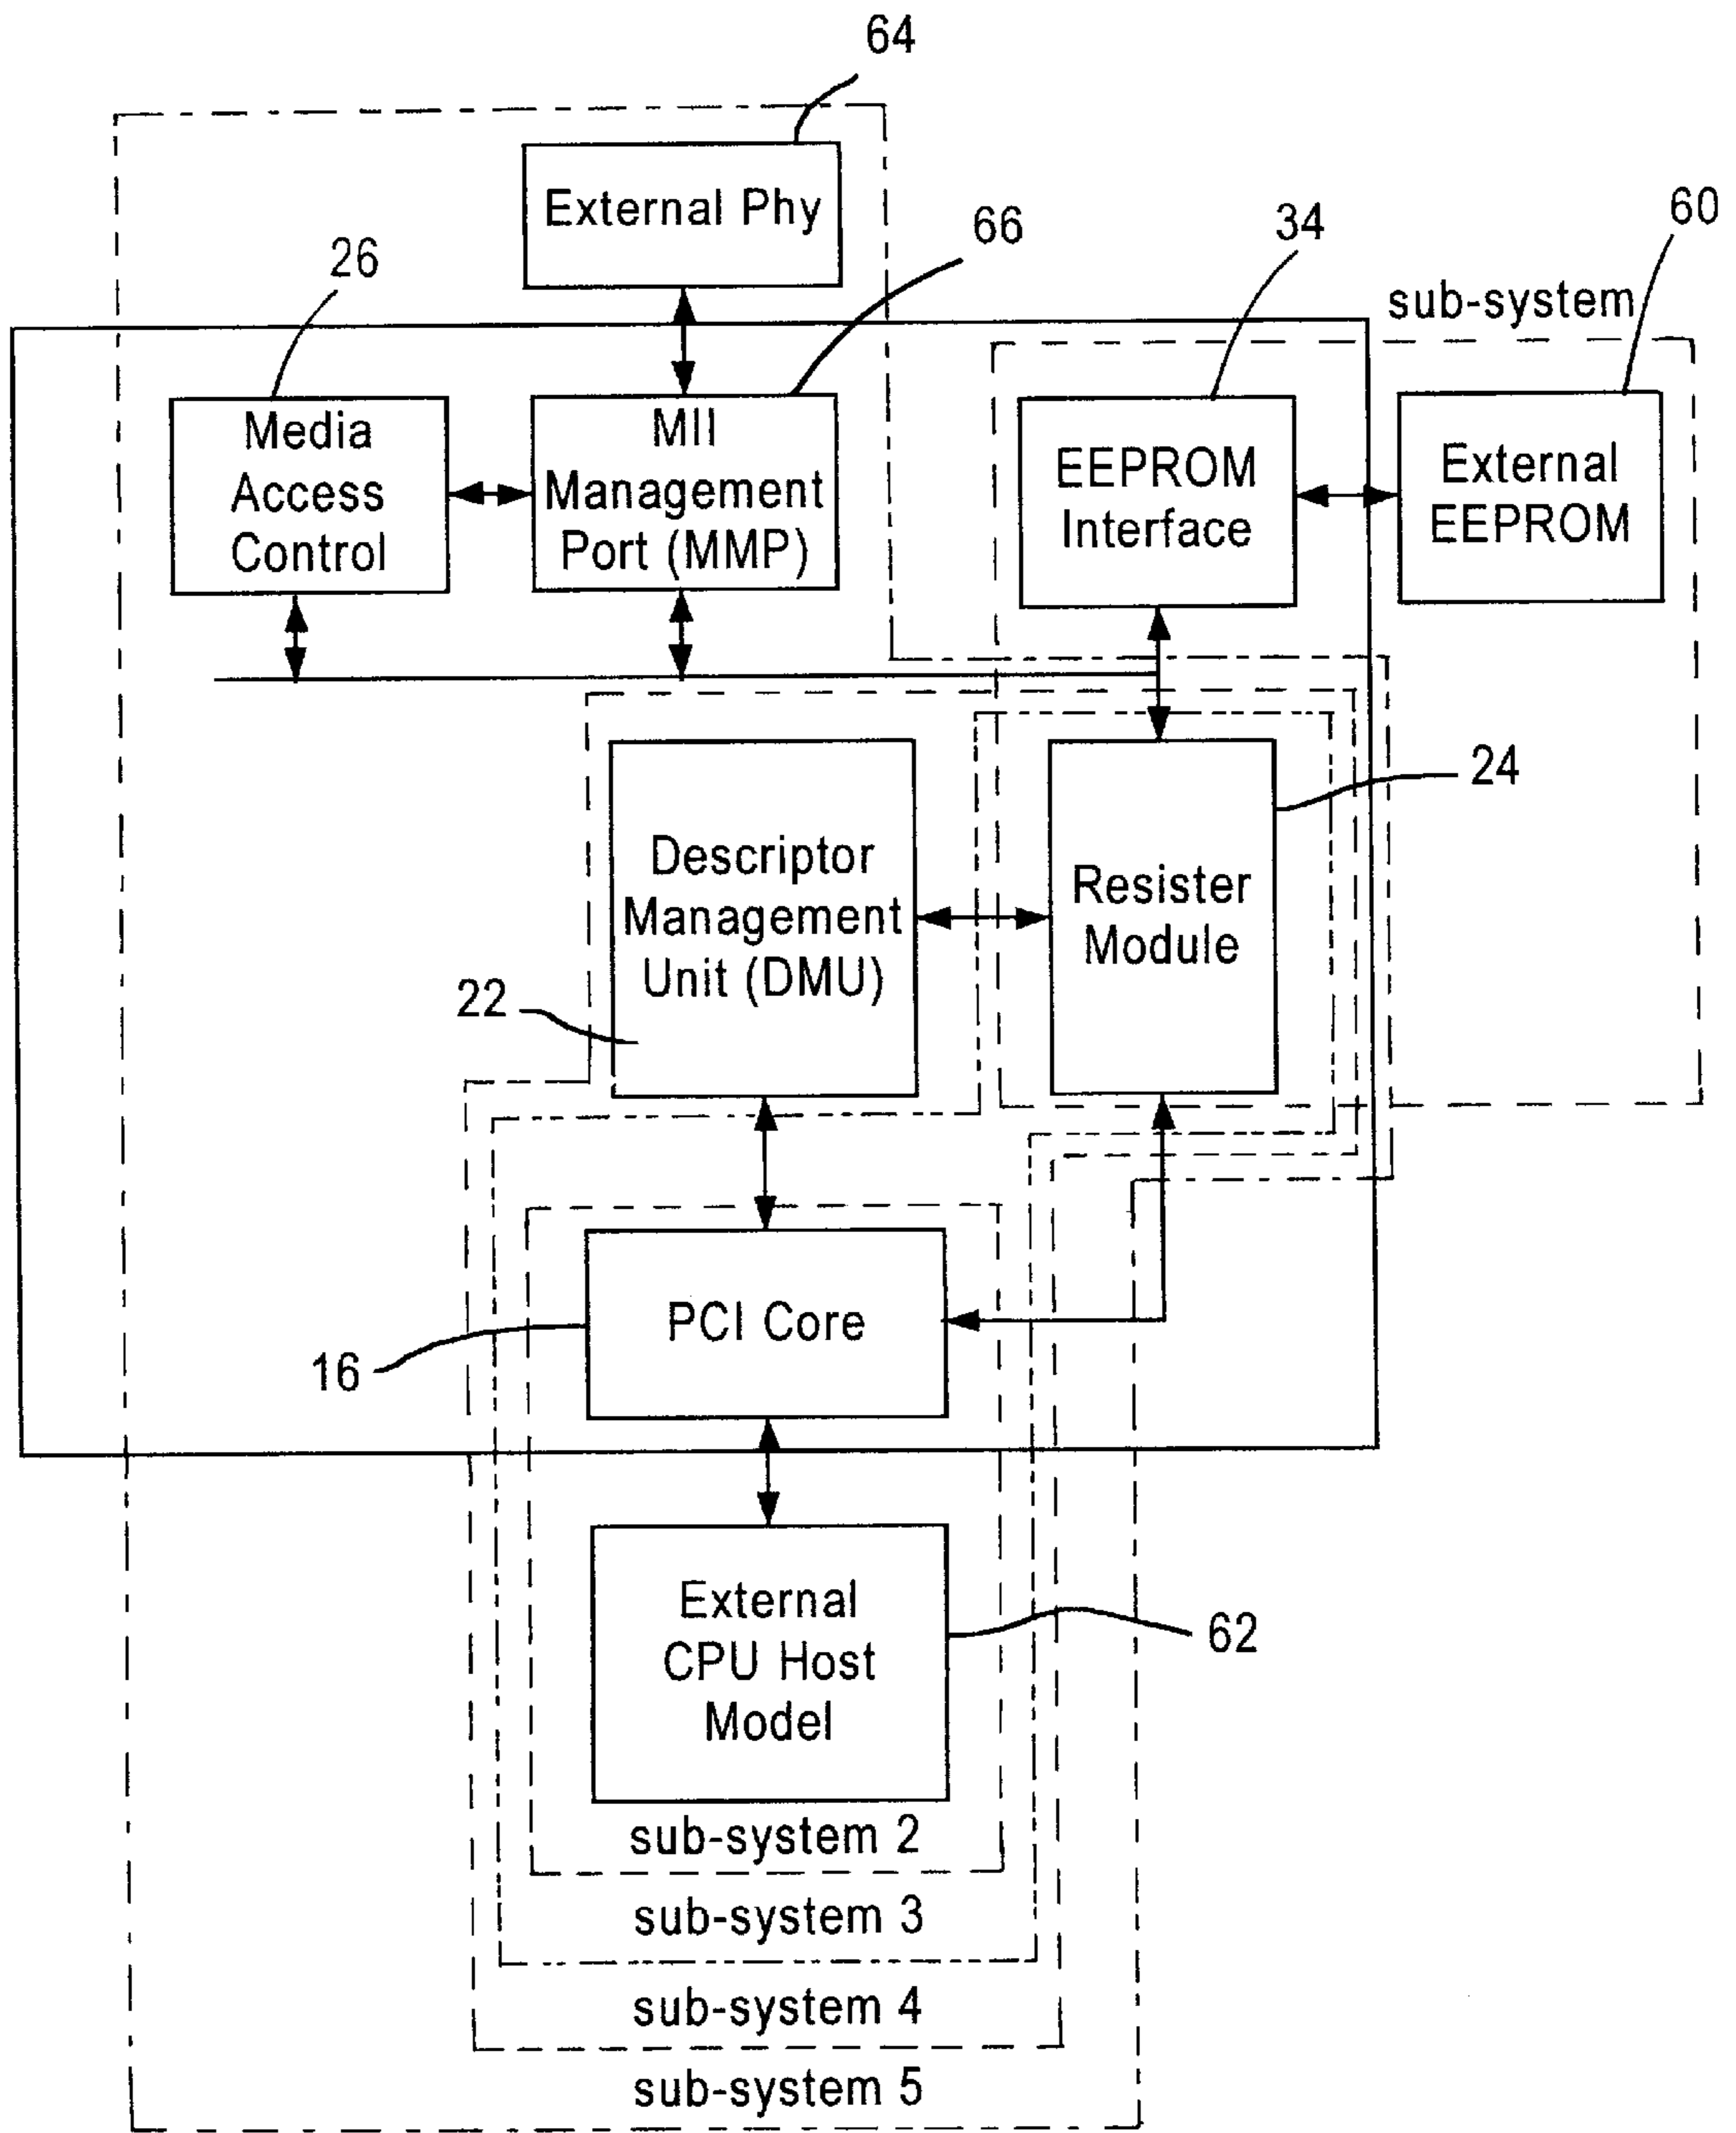 64
External Phy
66
34
60
26
sub-system
Media
Access
Control
MII
Management
Port (MMP)
EEPROM
Interface
External
EEPROM
24
Descriptor
Management
Unit (DMU)
Resister
Module
22
PCI Core
16
External
CPU Host
Model
62
sub-system 2
sub-system 3
sub-system 4
sub-system 5